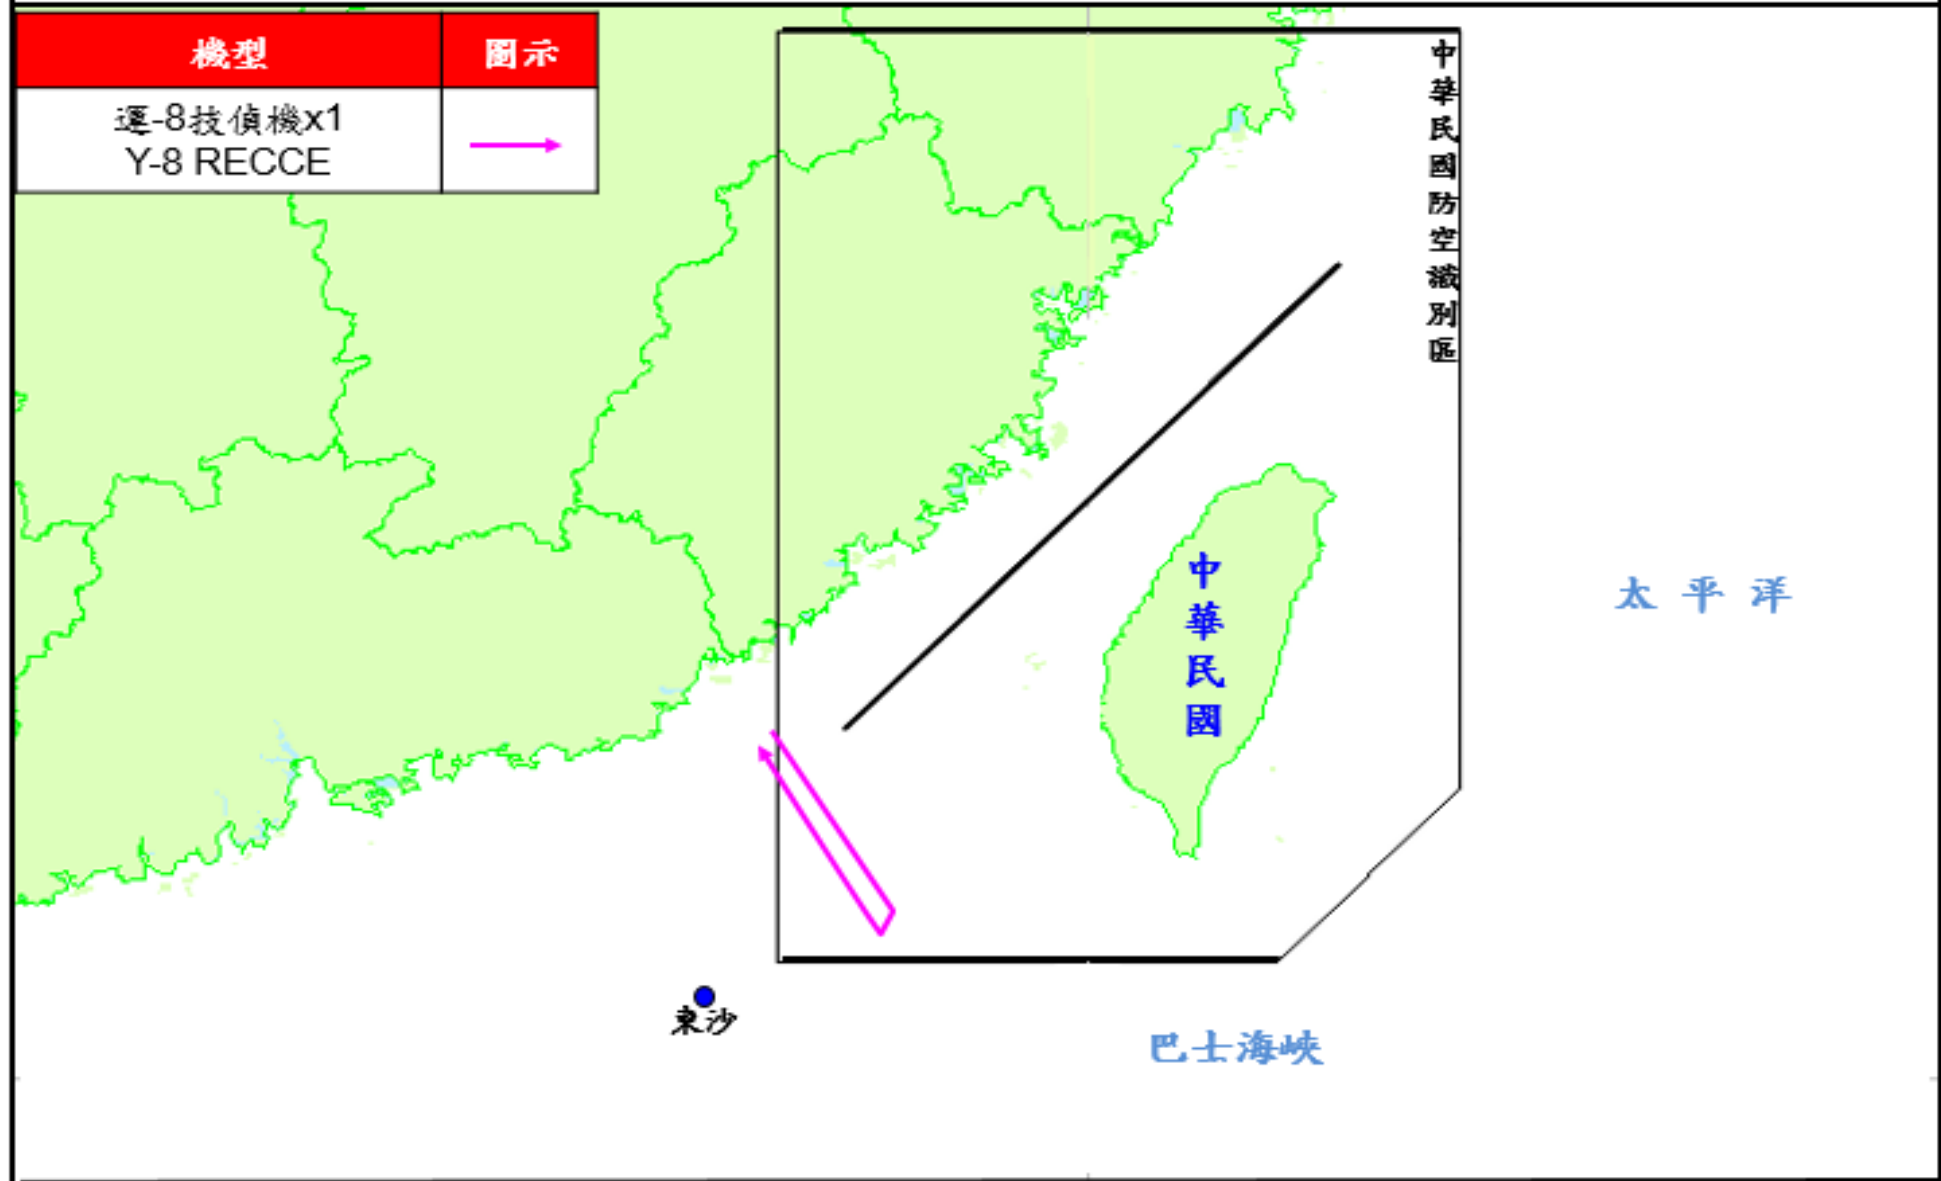 機型
圖示
運-8技偵機x1
Y-8 RECCE
中華民國防空識別區
中華民國
太平洋
東沙
巴士海峽